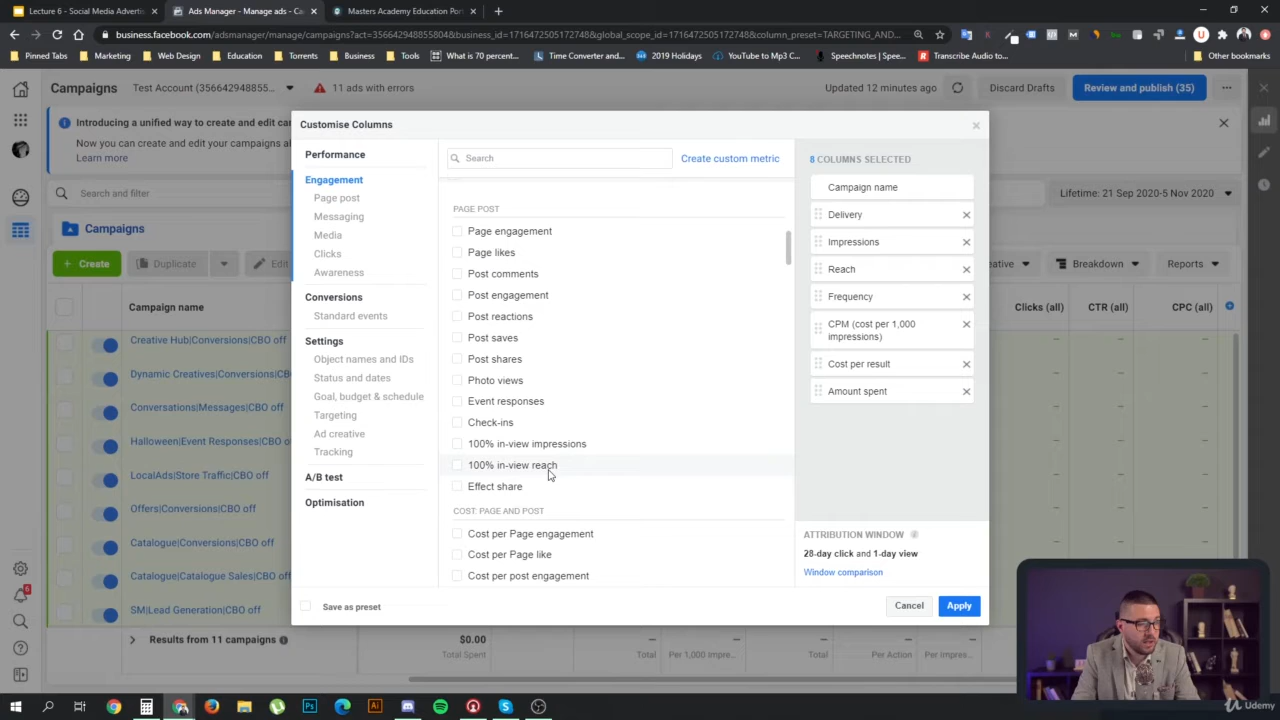 Lecture 6 - Social Media Adverti
Ads Manager - Manage ads - Ca
Masters Academy Education Port
business.facebook.com/adsmanager/manage/campaigns?act=356642948855804&business_id=1716472505172748&global_scope_id=1716472505172748&column_preset=TARGETING_AND...
Pinned Tabs
Marketing
Web Design
Education
Torrents
Business
Tools
What is 70 percent...
Time Converter and...
2019 Holidays
YouTube to Mp3 C...
Speechnotes | Spee...
Transcribe Audio to...
Other bookmarks
Campaigns
Test Account (356642948855...
11 ads with errors
Updated 12 minutes ago
Discard Drafts
Review and publish (35)
Introducing a unified way to create and edit can
Now you can create and edit your campaigns al
Learn more
Search and filter
Lifetime: 21 Sep 2020-5 Nov 2020
Campaigns
+ Create
Duplicate
Edit
Breakdown
Reports
Campaign name
Clicks (all)
CTR (all)
CPC (all)
Creative Hub|Conversions|CBO off
Dynamic Creatives|Conversions|CBO off
Conversations|Messages|CBO off
Halloween|Event Responses|CBO off
LocalAds|Store Traffic|CBO off
Offers|Conversions|CBO off
Catalogue|Conversions|CBO off
Catalogue|Catalogue Sales|CBO off
SM|Lead Generation|CBO off
Results from 11 campaigns
$0.00
Total Spent
Total
Per 1,000 Impre...
Total
Per Action
Per Impres...
Customise Columns
Performance
Engagement
Page post
Messaging
Media
Clicks
Awareness
Conversions
Standard events
Settings
Object names and IDs
Status and dates
Goal, budget & schedule
Targeting
Ad creative
Tracking
A/B test
Optimisation
Search
Create custom metric
PAGE POST
Page engagement
Page likes
Post comments
Post engagement
Post reactions
Post saves
Post shares
Photo views
Event responses
Check-ins
100% in-view impressions
100% in-view reach
Effect share
COST: PAGE AND POST
Cost per Page engagement
Cost per Page like
Cost per post engagement
8 COLUMNS SELECTED
Campaign name
Delivery
Impressions
Reach
Frequency
CPM (cost per 1,000
impressions)
Cost per result
Amount spent
ATTRIBUTION WINDOW
28-day click and 1-day view
Window comparison
Save as preset
Cancel
Apply
Udemy